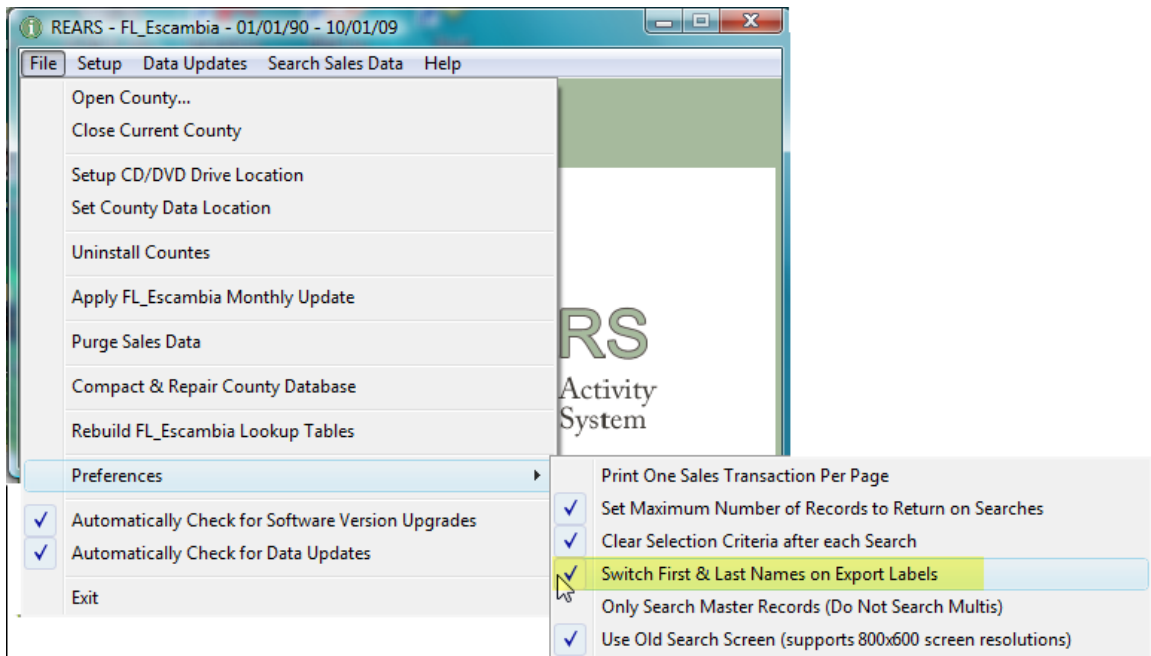 REARS - FL_Escambia - 01/01/90 - 10/01/09
File Setup Data Updates Search Sales Data Help
Open County...
Close Current County
Setup CD/DVD Drive Location
Set County Data Location
Uninstall Countes
Apply FL_Escambia Monthly Update
Purge Sales Data
Compact & Repair County Database
Rebuild FL_Escambia Lookup Tables
Preferences
Automatically Check for Software Version Upgrades
Automatically Check for Data Updates
Exit
RS
Activity
System
Print One Sales Transaction Per Page
Set Maximum Number of Records to Return on Searches
Clear Selection Criteria after each Search
Switch First & Last Names on Export Labels
Only Search Master Records (Do Not Search Multis)
Use Old Search Screen (supports 800x600 screen resolutions)